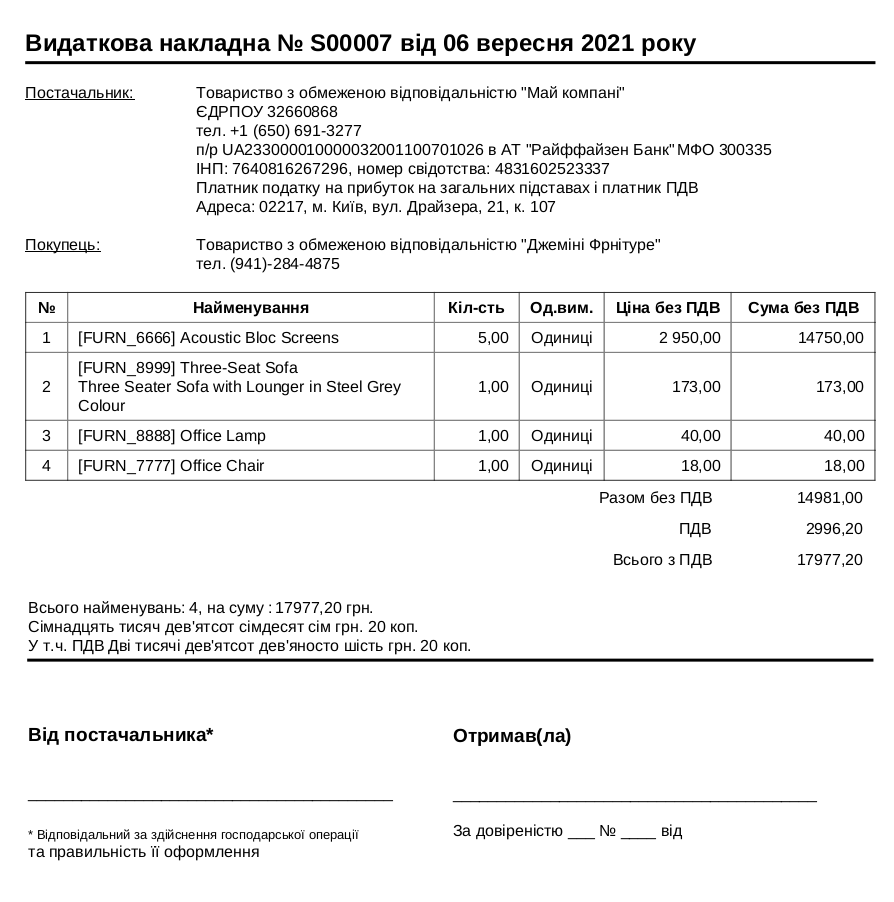 Видаткова накладна № S00007 від 06 вересня 2021 року
Постачальник: Товариство з обмеженою відповідальністю "Май компані"
ЄДРПОУ 32660868
тел. +1 (650) 691-3277
п/р UA233000010000032001100701026 в АТ "Райффайзен Банк" МФО 300335
ІНП: 7640816267296, номер свідотства: 4831602523337
Платник податку на прибуток на загальних підставах і платник ПДВ
Адреса: 02217, м. Київ, вул. Драйзера, 21, к. 107
Покупець: Товариство з обмеженою відповідальністю "Джеміні Фрнітуре"
тел. (941)-284-4875
№ Найменування Кіл-сть Од.вим. Ціна без ПДВ Сума без ПДВ
1 [FURN_6666] Acoustic Bloc Screens 5,00 Одиниці 2 950,00 14750,00
[FURN_8999] Three-Seat Sofa
2 Three Seater Sofa with Lounger in Steel Grey 1,00 Одиниці 173,00 173,00
Colour
3 [FURN_8888] Office Lamp 1,00 Одиниці 40,00 40,00
4 [FURN_7777] Office Chair 1,00 Одиниці 18,00 18,00
Разом без ПДВ 14981,00
ПДВ 2996,20
Всього з ПДВ 17977,20
Всього найменувань: 4, на суму : 17977,20 грн.
Сімнадцять тисяч дев'ятсот сімдесят сім грн. 20 коп.
У т.ч. ПДВ Дві тисячі дев'ятсот дев'яносто шість грн. 20 коп.
Від постачальника* Отримав(ла)
* Відповідальний за здійснення господарської операції
та правильність її оформлення
За довіреністю ___ № ____ від